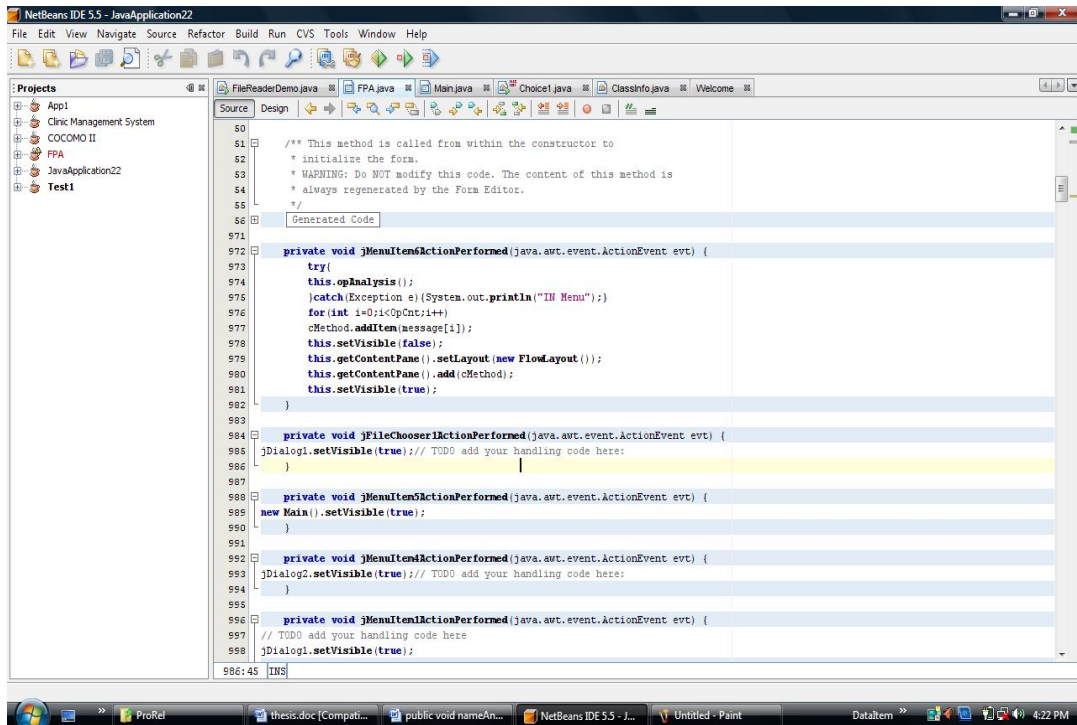 NetBeans IDE 5.5 - JavaApplication22
File Edit View Navigate Source Refactor Build Run CVS Tools Window Help
Projects
App1
Clinic Management System
COCOMO II
FPA
JavaApplication22
Test1
FileReaderDemo.java FPA.java Main.java Choice1.java ClassInfo.java Welcome
Source Design
50
51 /** This method is called from within the constructor to
52 * initialize the form.
53 * WARNING: Do NOT modify this code. The content of this method is
54 * always regenerated by the Form Editor.
55 */
56 Generated Code
971
972 private void jMenuItem6ActionPerformed(java.awt.event.ActionEvent evt) {
973 try{
974 this.opAnalysis();
975 }catch(Exception e){System.out.println("IN Menu");}
976 for(int i=0;i<OpCnt;i++)
977 cMethod.addItem(message[i]);
978 this.setVisible(false);
979 this.getContentPane().setLayout(new FlowLayout());
980 this.getContentPane().add(cMethod);
981 this.setVisible(true);
982 }
983
984 private void jFileChooser1ActionPerformed(java.awt.event.ActionEvent evt) {
985 jDialog1.setVisible(true);// TODO add your handling code here:
986 }
987
988 private void jMenuItem5ActionPerformed(java.awt.event.ActionEvent evt) {
989 new Main().setVisible(true);
990 }
991
992 private void jMenuItem4ActionPerformed(java.awt.event.ActionEvent evt) {
993 jDialog2.setVisible(true);// TODO add your handling code here:
994 }
995
996 private void jMenuItem1ActionPerformed(java.awt.event.ActionEvent evt) {
997 // TODO add your handling code here
998 jDialog1.setVisible(true);
986:45 INS
» ProRel thesis.doc [Compati... public void nameAn... NetBeans IDE 5.5 - J... Untitled - Paint DataItem » 4:22 PM